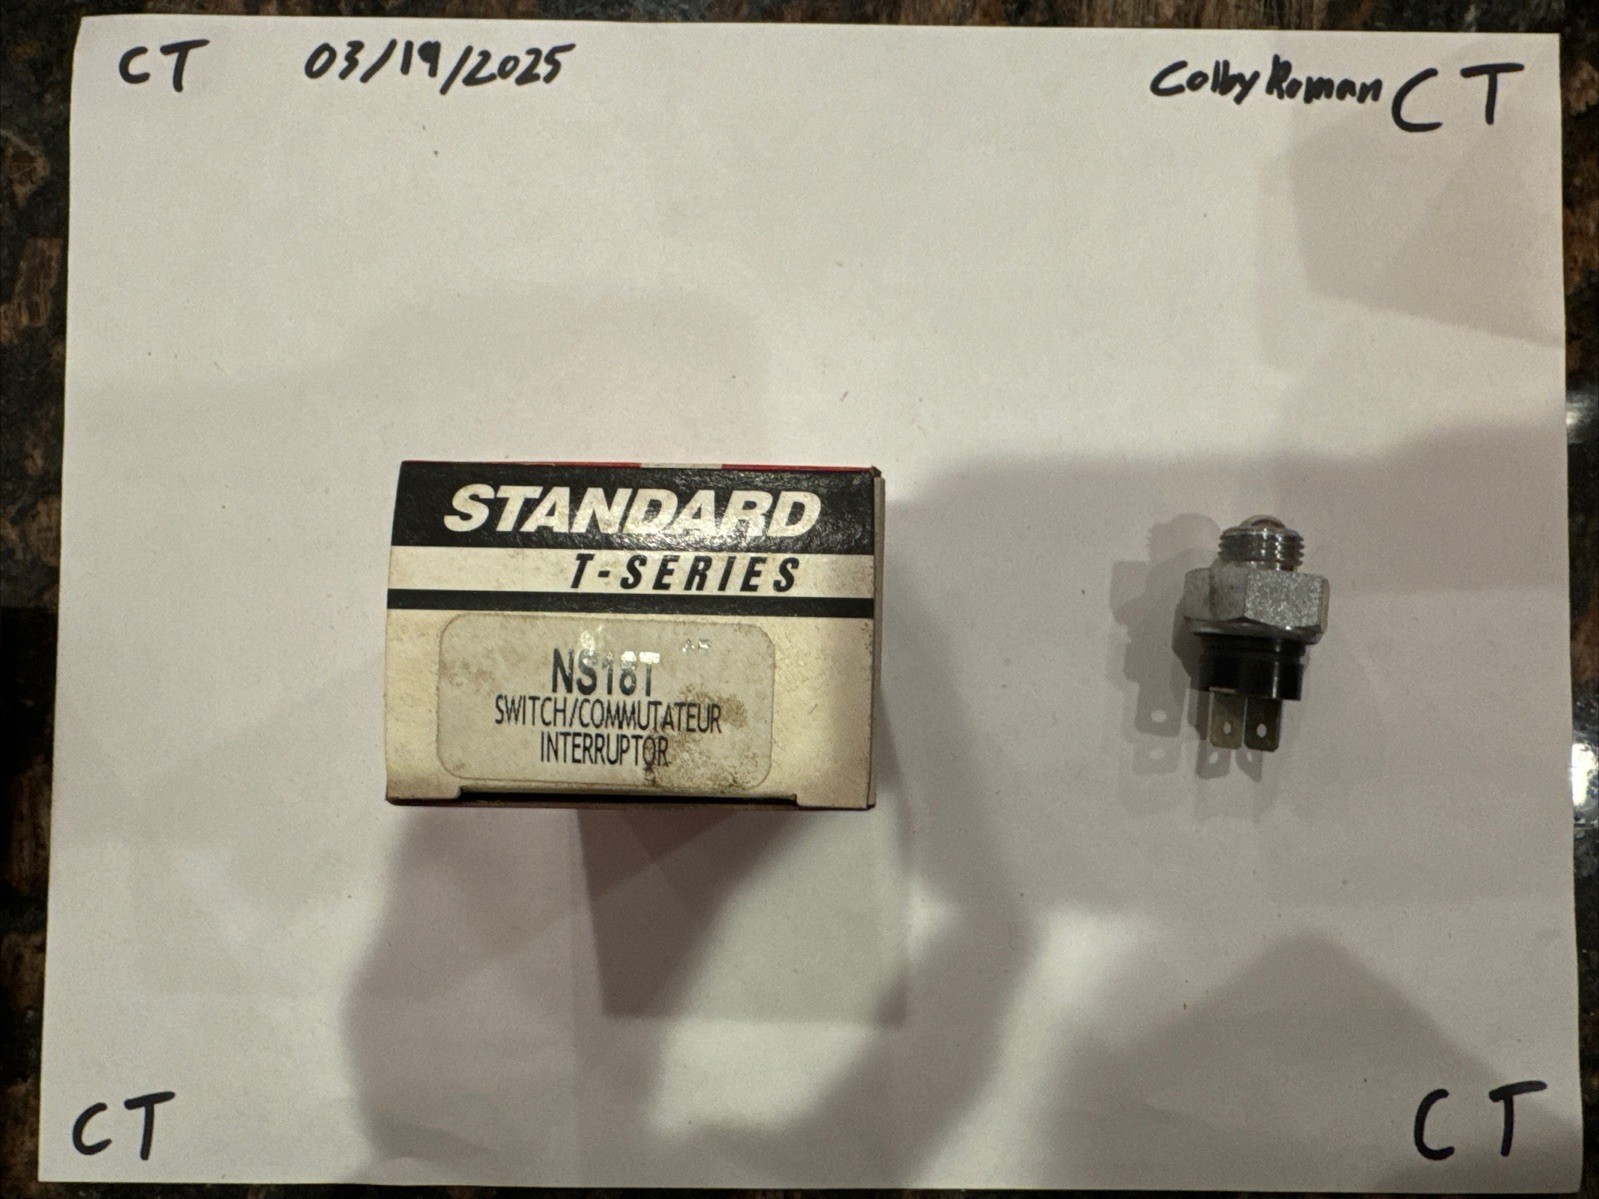 CT 03/19/2025 Colby Roman CT
STANDARD
T-SERIES
NS18T
SWITCH/COMMUTATEUR
INTERRUPTOR
CT CT